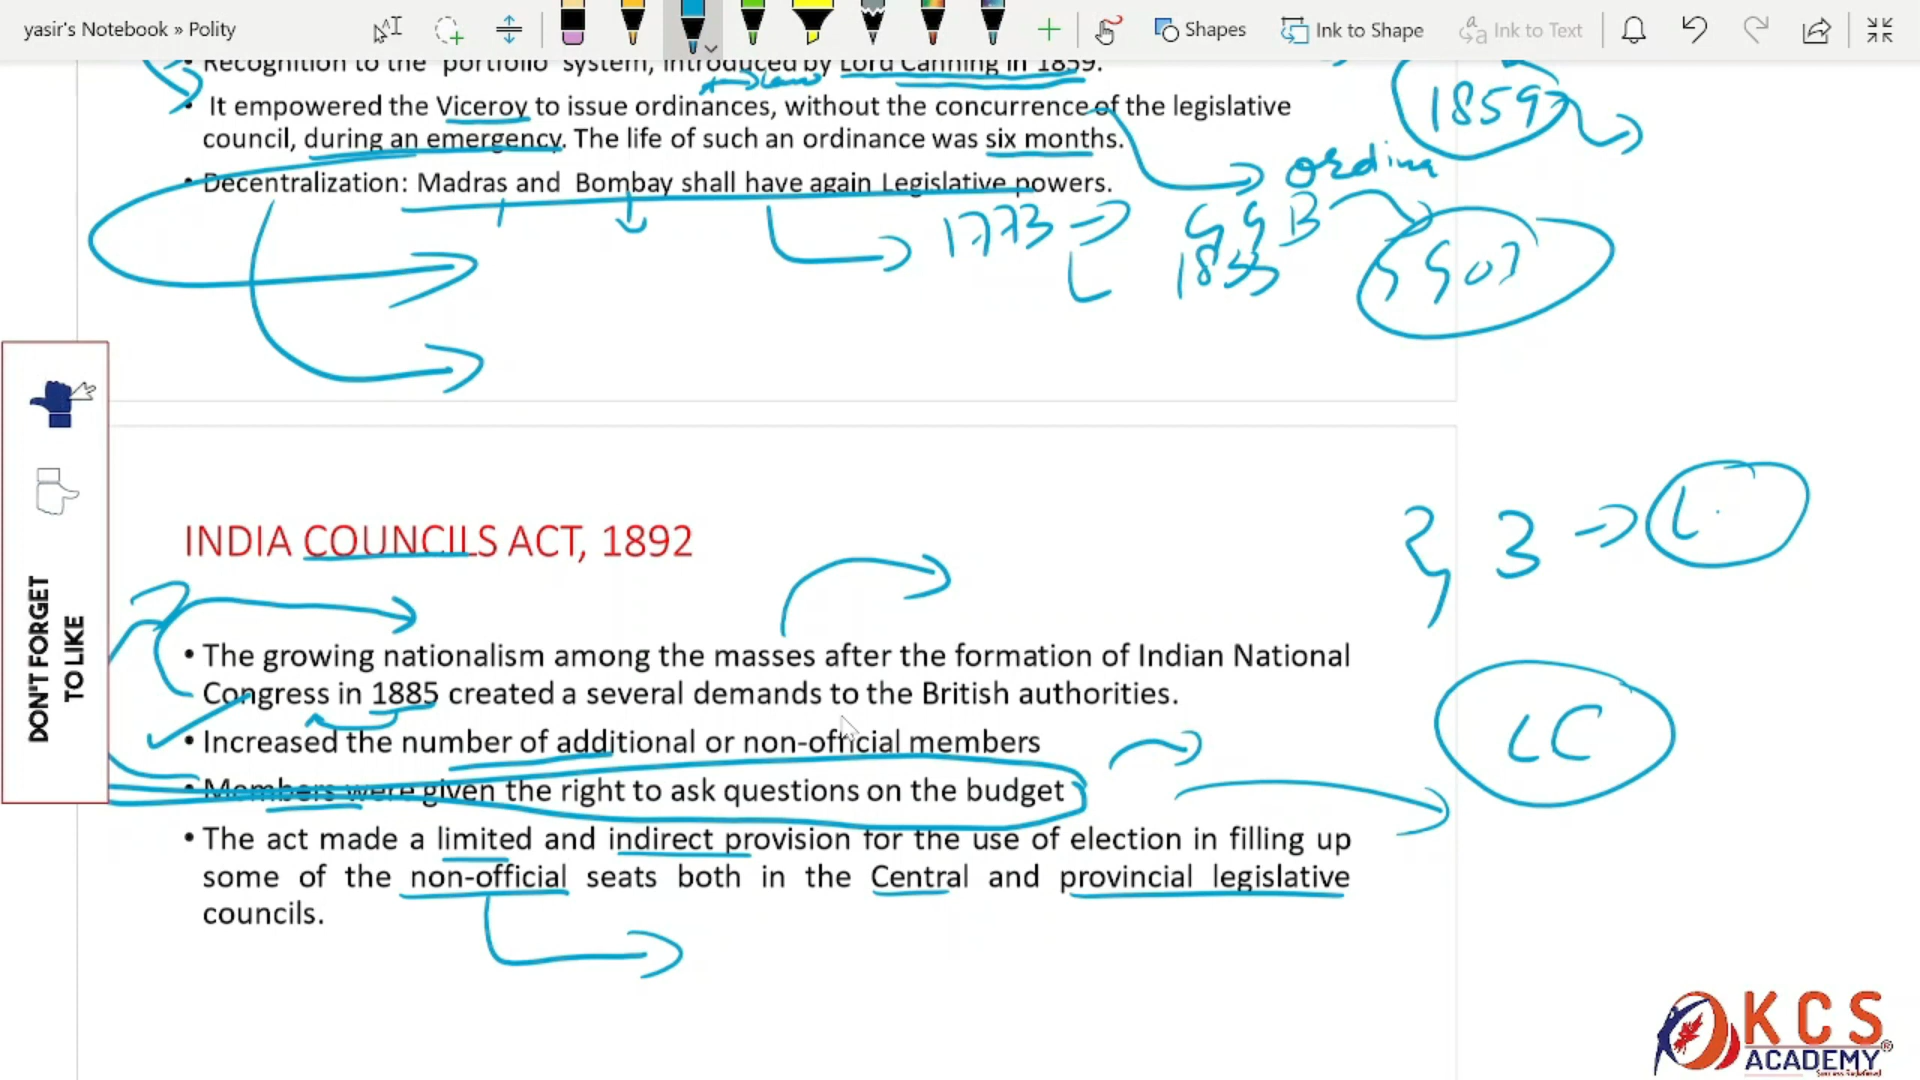 yasir's Notebook » Polity
Shapes
Ink to Shape
Ink to Text
• Recognition to the 'portfolio' system, introduced by Lord Canning in 1859.
• It empowered the Viceroy to issue ordinances, without the concurrence of the legislative
council, during an emergency. The life of such an ordinance was six months.
• Decentralization: Madras and Bombay shall have again Legislative powers.
1859
ordina
1773
GGB
1833
DON'T FORGET
TO LIKE
INDIA COUNCILS ACT, 1892
3
L
• The growing nationalism among the masses after the formation of Indian National
Congress in 1885 created a several demands to the British authorities.
• Increased the number of additional or non-official members
• Members were given the right to ask questions on the budget
LC
• The act made a limited and indirect provision for the use of election in filling up
some of the non-official seats both in the Central and provincial legislative
councils.
KCS
ACADEMY®